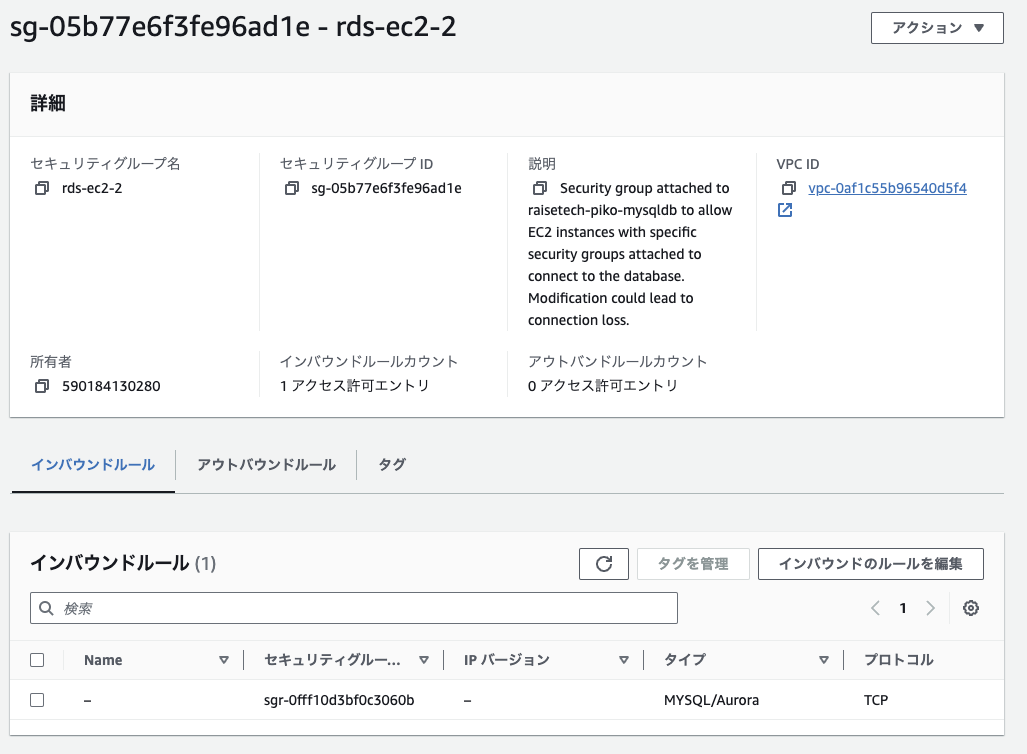 sg-05b77e6f3fe96ad1e - rds-ec2-2
アクション ▼
詳細
セキュリティグループ名
rds-ec2-2
セキュリティグループ ID
sg-05b77e6f3fe96ad1e
説明
Security group attached to
raisetech-piko-mysqldb to allow
EC2 instances with specific
security groups attached to
connect to the database.
Modification could lead to
connection loss.
VPC ID
vpc-0af1c55b96540d5f4
所有者
590184130280
インバウンドルールカウント
1 アクセス許可エントリ
アウトバンドルールカウント
0 アクセス許可エントリ
インバウンドルール
アウトバウンドルール
タグ
インバウンドルール (1)
タグを管理
インバウンドのルールを編集
検索
1
Name
セキュリティグルー...
IP バージョン
タイプ
プロトコル
–
sgr-0fff10d3bf0c3060b
–
MYSQL/Aurora
TCP